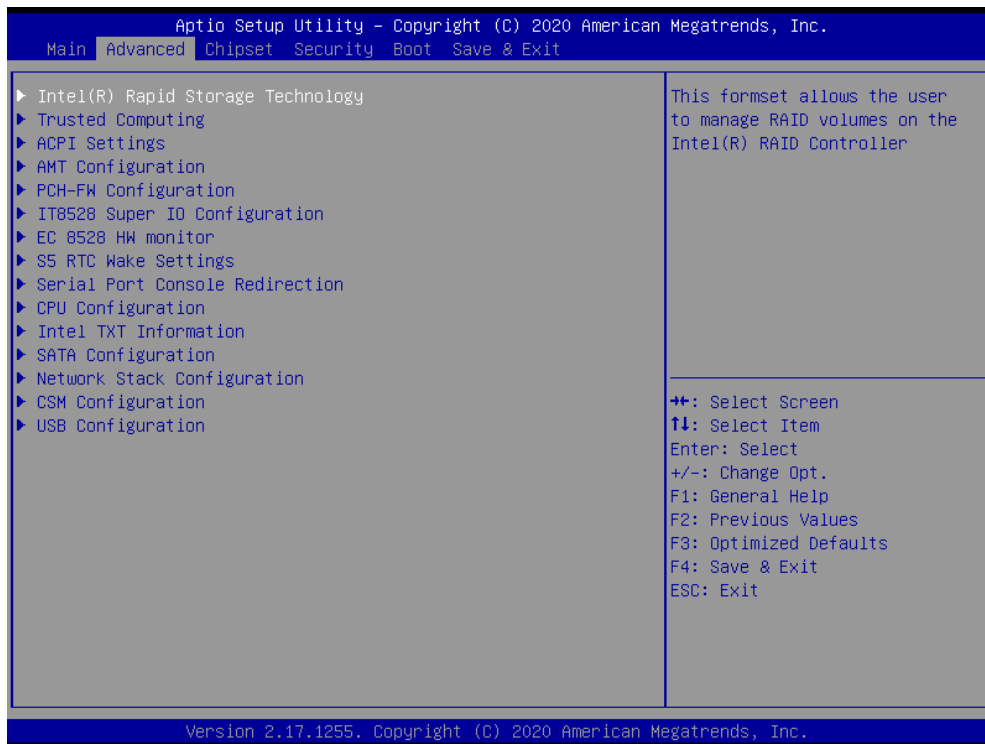 Aptio Setup Utility – Copyright (C) 2020 American Megatrends, Inc.
Main Advanced Chipset Security Boot Save & Exit
Intel(R) Rapid Storage Technology
Trusted Computing
ACPI Settings
AMT Configuration
PCH-FW Configuration
IT8528 Super IO Configuration
EC 8528 HW monitor
S5 RTC Wake Settings
Serial Port Console Redirection
CPU Configuration
Intel TXT Information
SATA Configuration
Network Stack Configuration
CSM Configuration
USB Configuration
This formset allows the user
to manage RAID volumes on the
Intel(R) RAID Controller
→←: Select Screen
↑↓: Select Item
Enter: Select
+/-: Change Opt.
F1: General Help
F2: Previous Values
F3: Optimized Defaults
F4: Save & Exit
ESC: Exit
Version 2.17.1255. Copyright (C) 2020 American Megatrends, Inc.